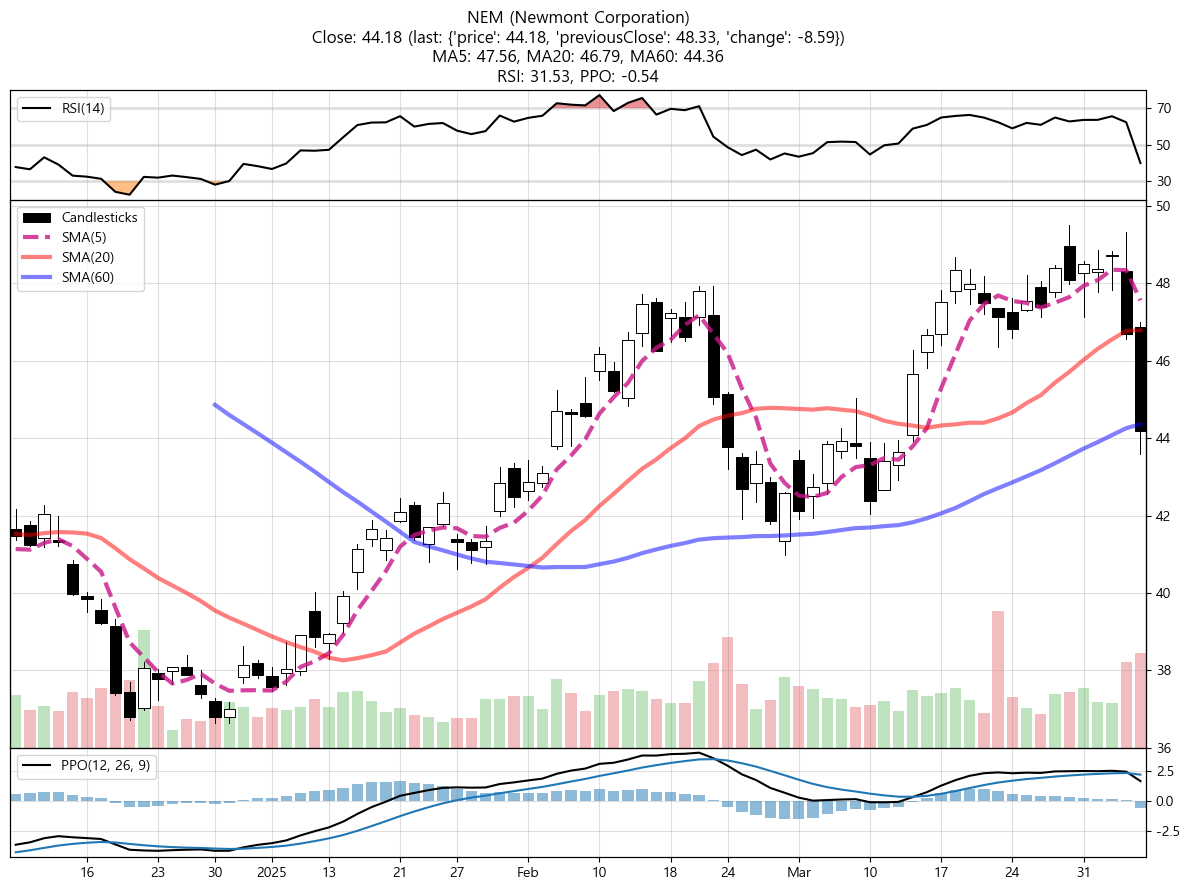 NEM (Newmont Corporation)
Close: 44.18 (last: {'price': 44.18, 'previousClose': 48.33, 'change': -8.59})
MA5: 47.56, MA20: 46.79, MA60: 44.36
RSI: 31.53, PPO: -0.54
RSI(14)
70
50
30
Candlesticks
SMA(5)
SMA(20)
SMA(60)
50
48
46
44
42
40
38
36
PPO(12, 26, 9)
2.5
0.0
−2.5
16 23 30 2025 13 21 27 Feb 10 18 24 Mar 10 17 24 31